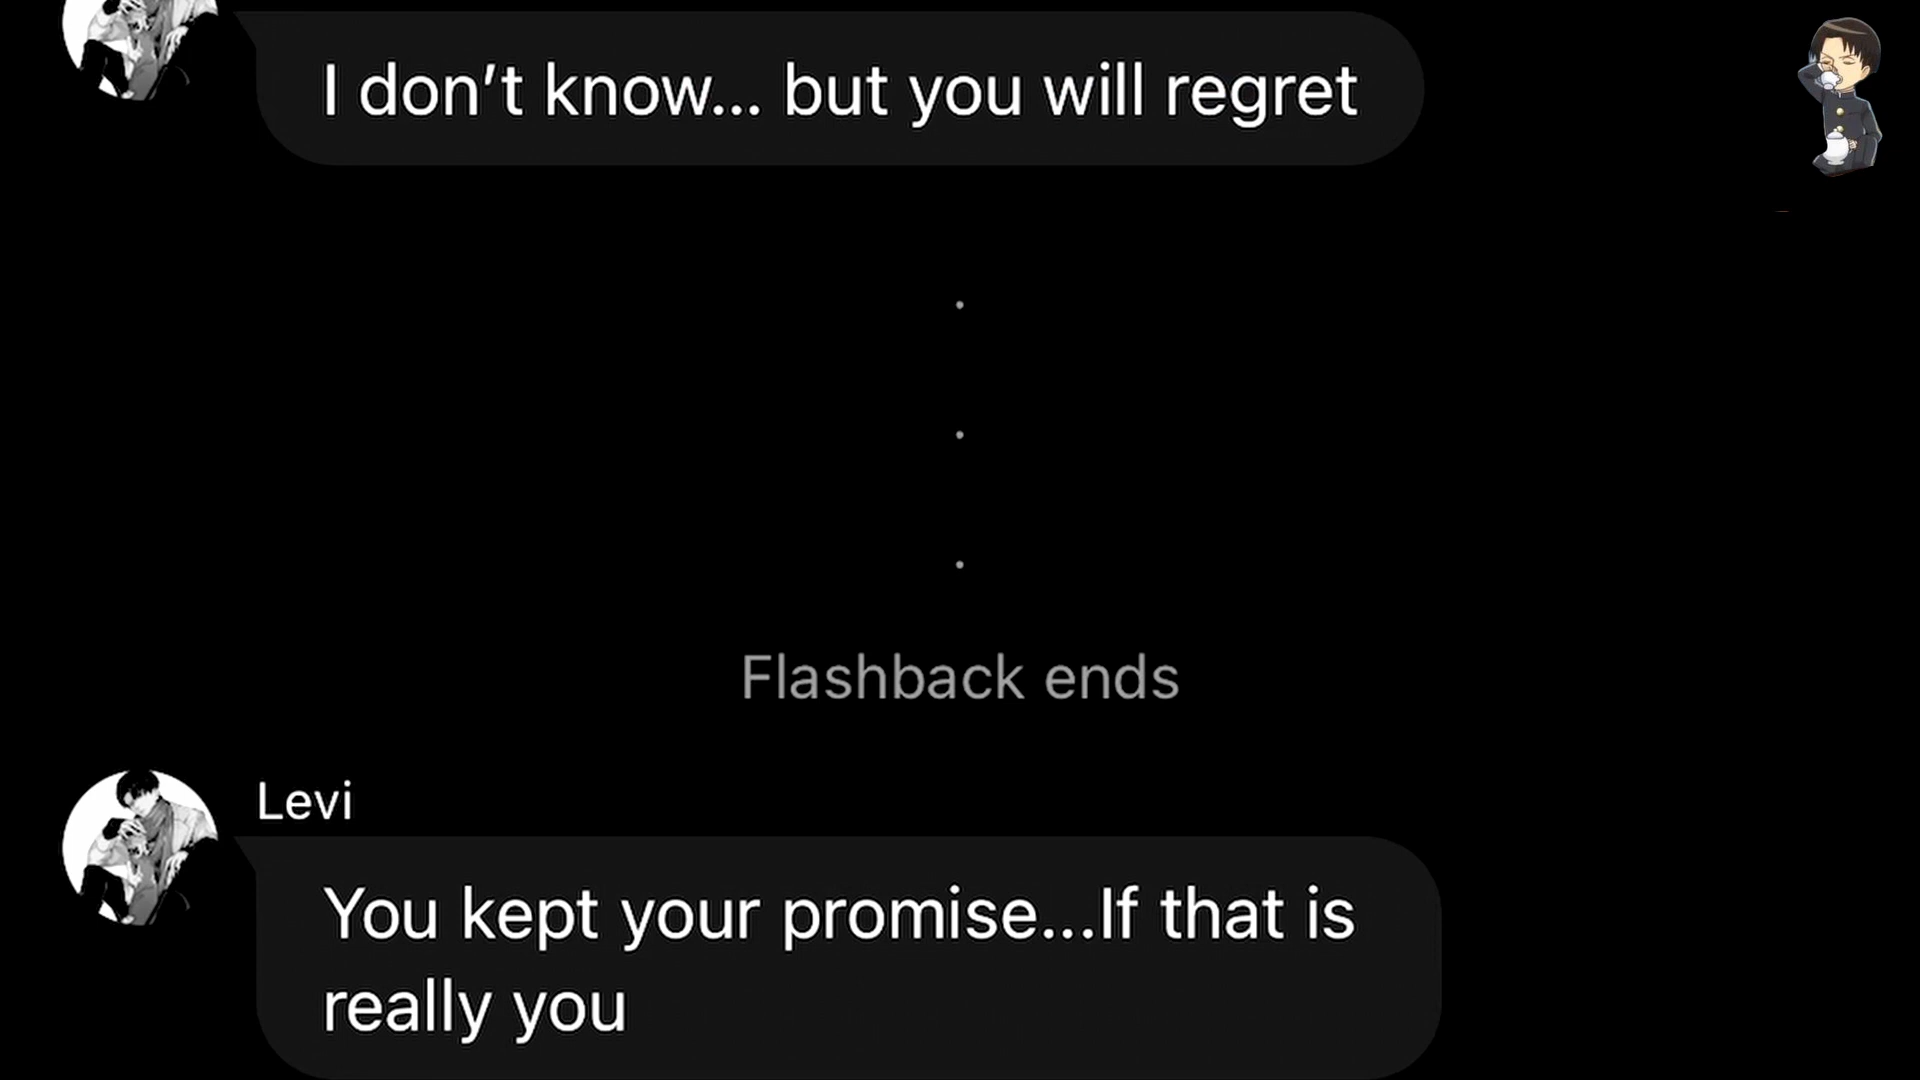 I don’t know... but you will regret
.
.
.
Flashback ends
Levi
You kept your promise...If that is
really you